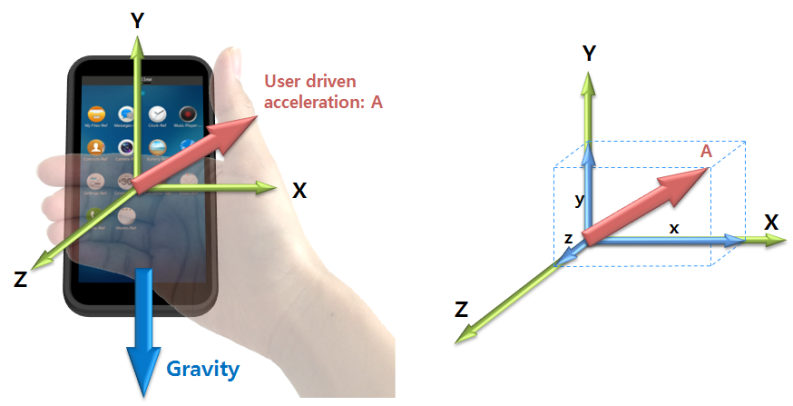 Y
User driven
acceleration: A
X
Z
Gravity
Y
A
y
x
z
X
Z